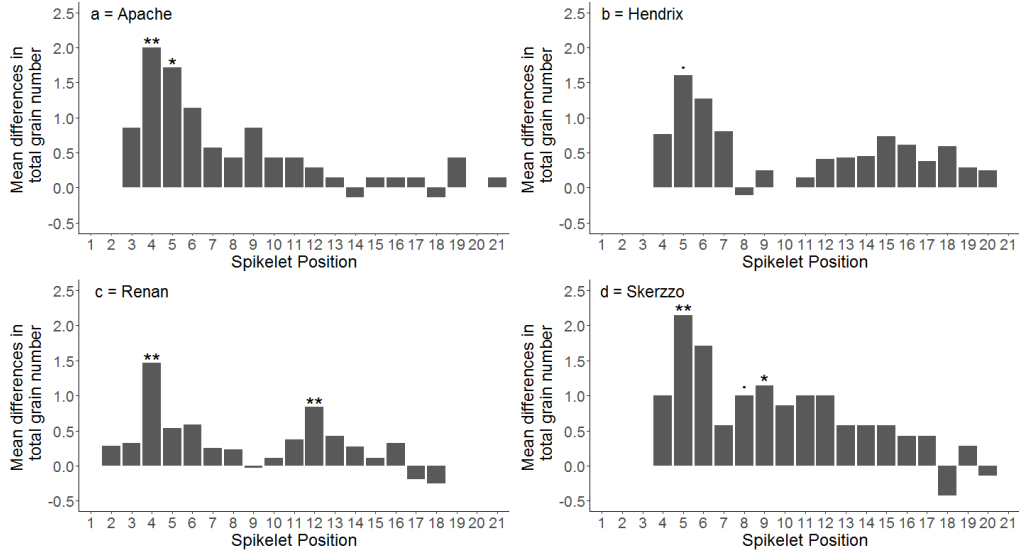 a = Apache
Mean differences in
total grain number
2.5
2.0
1.5
1.0
0.5
0.0
-0.5
**
*
1 2 3 4 5 6 7 8 9 10 11 12 13 14 15 16 17 18 19 20 21
Spikelet Position
b = Hendrix
Mean differences in
total grain number
2.5
2.0
1.5
1.0
0.5
0.0
-0.5
.
1 2 3 4 5 6 7 8 9 10 11 12 13 14 15 16 17 18 19 20 21
Spikelet Position
c = Renan
Mean differences in
total grain number
2.5
2.0
1.5
1.0
0.5
0.0
-0.5
**
**
1 2 3 4 5 6 7 8 9 10 11 12 13 14 15 16 17 18 19 20 21
Spikelet Position
d = Skerzzo
Mean differences in
total grain number
2.5
2.0
1.5
1.0
0.5
0.0
-0.5
**
. *
1 2 3 4 5 6 7 8 9 10 11 12 13 14 15 16 17 18 19 20 21
Spikelet Position